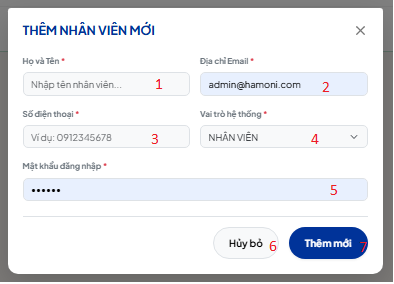 THÊM NHÂN VIÊN MỚI
Họ và Tên * Địa chỉ Email *
Nhập tên nhân viên... 1 admin@hamoni.com 2
Số điện thoại * Vai trò hệ thống *
Ví dụ: 0912345678 3 NHÂN VIÊN 4
Mật khẩu đăng nhập *
•••••• 5
Hủy bỏ 6 Thêm mới 7